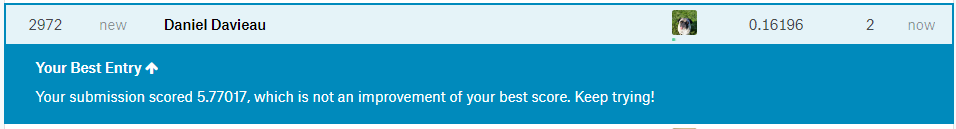 2972 new Daniel Davieau 0.16196 2 now
Your Best Entry
Your submission scored 5.77017, which is not an improvement of your best score. Keep trying!